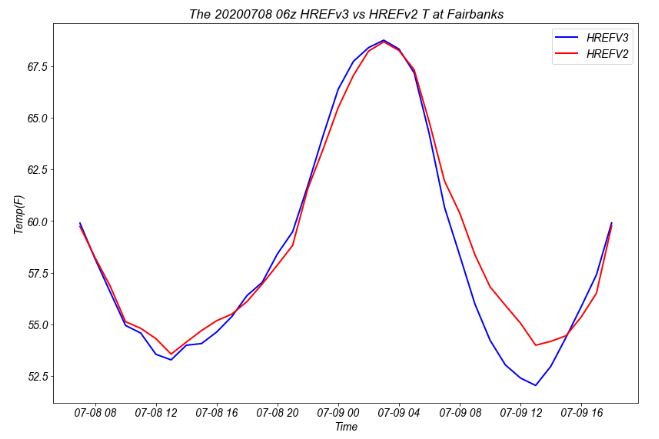 The 20200708 06z HREFv3 vs HREFv2 T at Fairbanks
HREFV3
HREFV2
Temp(F)
67.5
65.0
62.5
60.0
57.5
55.0
52.5
07-08 08 07-08 12 07-08 16 07-08 20 07-09 00 07-09 04 07-09 08 07-09 12 07-09 16
Time